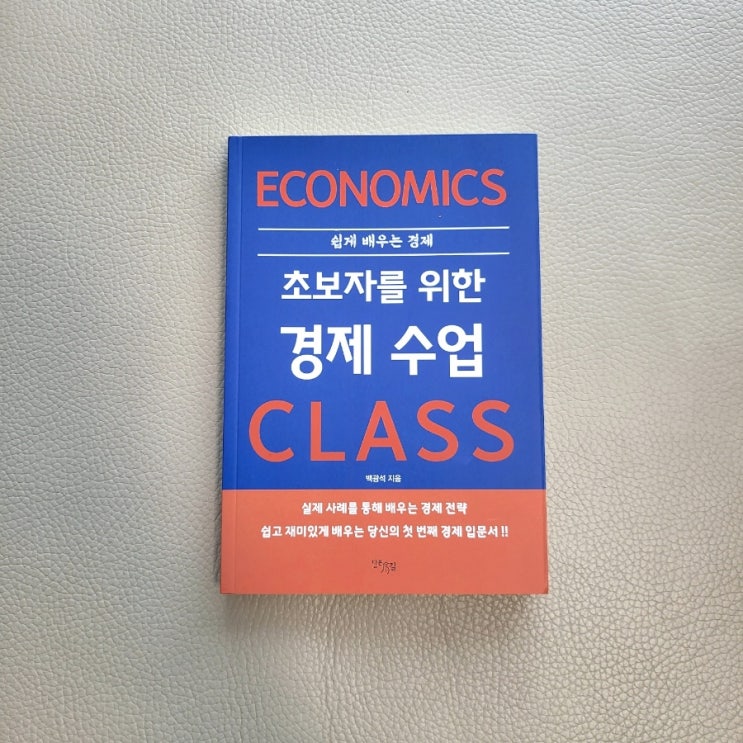 ECONOMICS
쉽게 배우는 경제
초보자를 위한
경제 수업
CLASS
백광석 지음
실제 사례를 통해 배우는 경제 전략
쉽고 재미있게 배우는 당신의 첫 번째 경제 입문서 !!